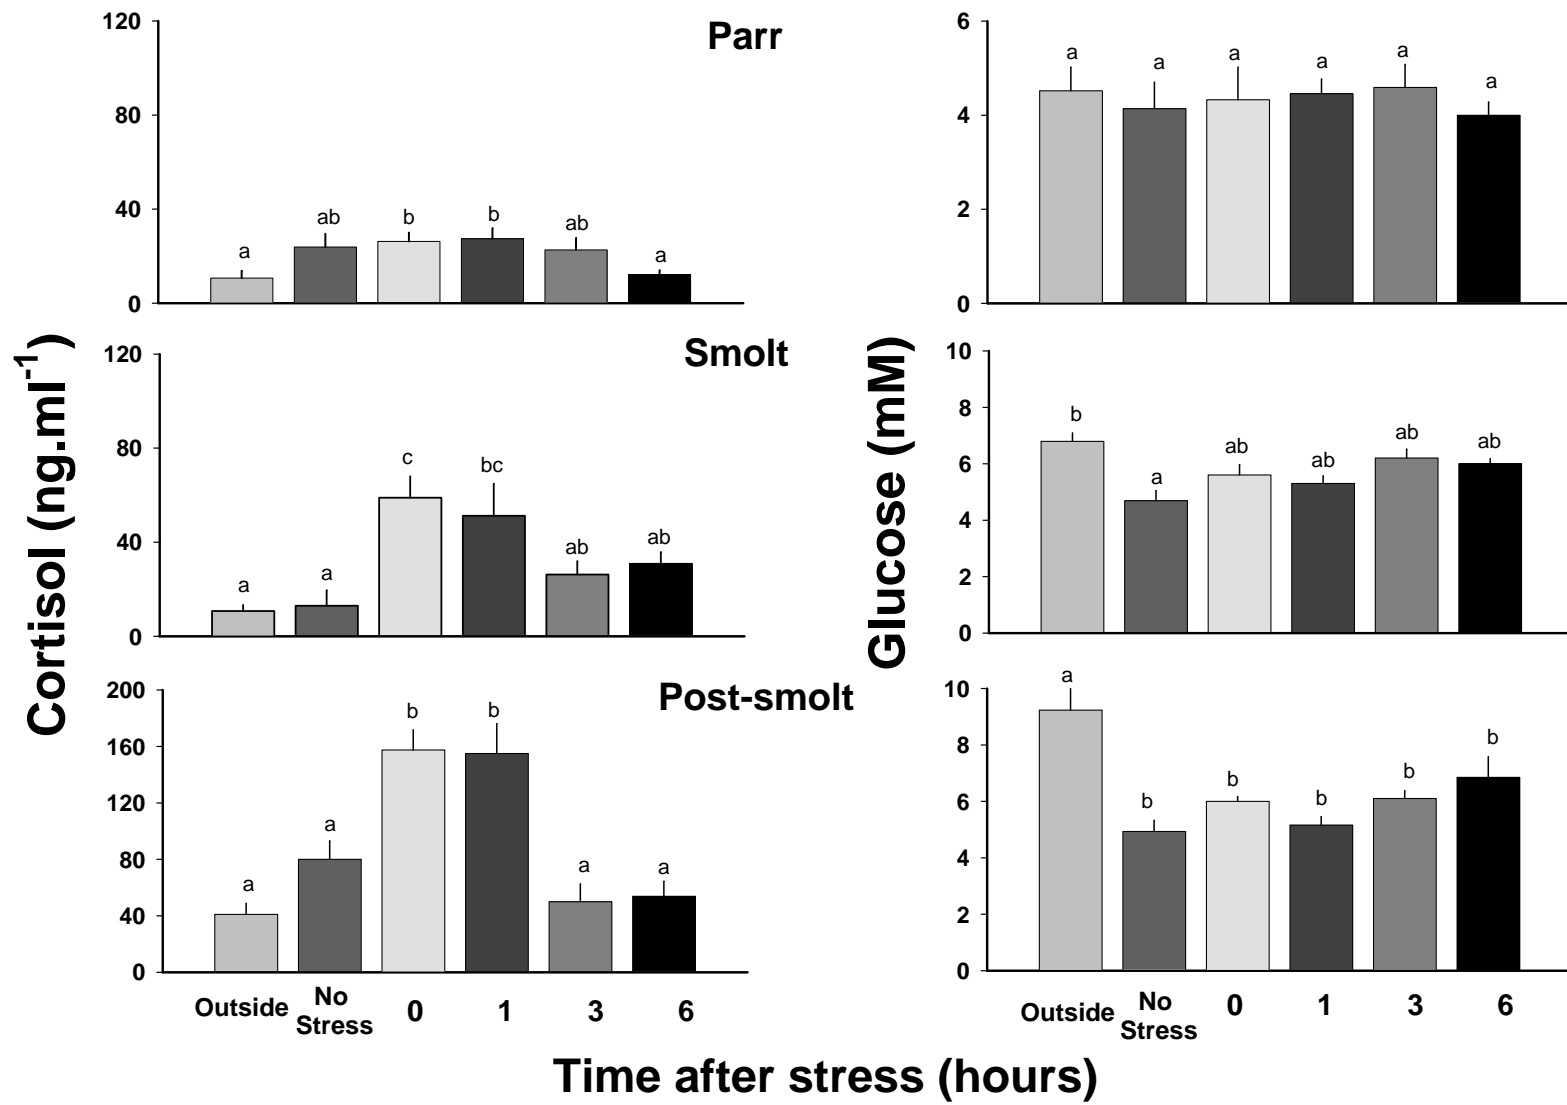 Parr
120
80
40
0
a
ab
b
b
ab
a
6
4
2
0
a
a
a
a
a
a
Smolt
120
80
40
0
a
a
c
bc
ab
ab
10
8
6
4
2
0
b
a
ab
ab
ab
ab
Post-smolt
200
160
120
80
40
0
a
a
b
b
a
a
10
8
6
4
2
0
a
b
b
b
b
b
Cortisol (ng.ml⁻¹)
Glucose (mM)
Outside No 0 1 3 6
Stress
Outside No 0 1 3 6
Stress
Time after stress (hours)